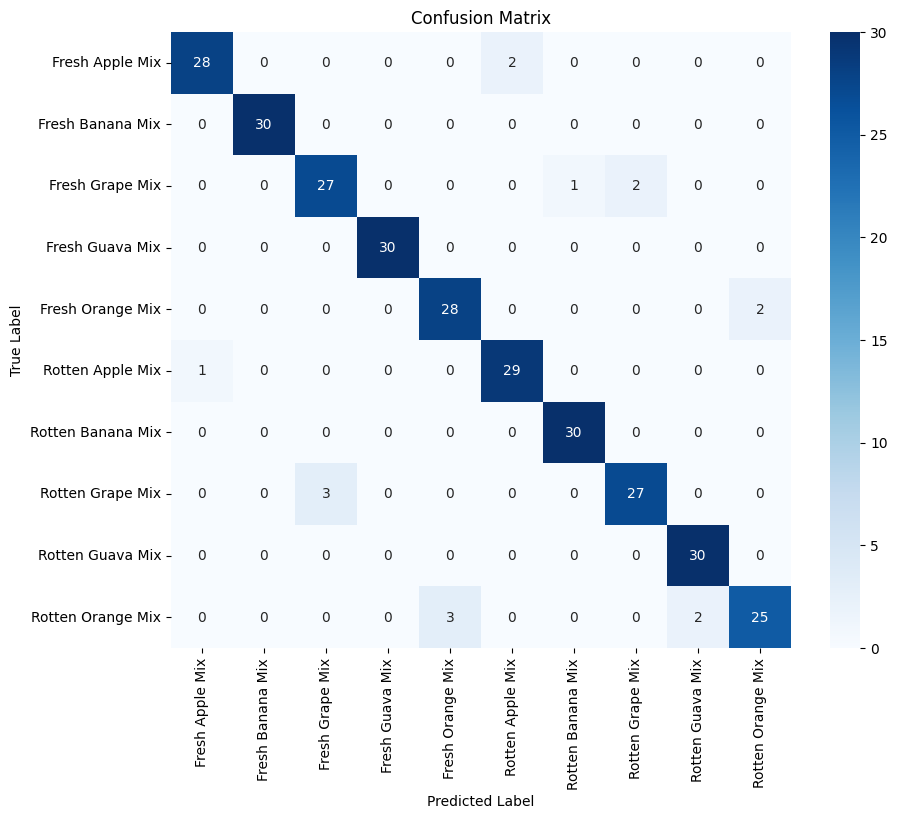 Confusion Matrix
Fresh Apple Mix 28 0 0 0 0 2 0 0 0 0
Fresh Banana Mix 0 30 0 0 0 0 0 0 0 0
Fresh Grape Mix 0 0 27 0 0 0 1 2 0 0
Fresh Guava Mix 0 0 0 30 0 0 0 0 0 0
Fresh Orange Mix 0 0 0 0 28 0 0 0 0 2
Rotten Apple Mix 1 0 0 0 0 29 0 0 0 0
Rotten Banana Mix 0 0 0 0 0 0 30 0 0 0
Rotten Grape Mix 0 0 3 0 0 0 0 27 0 0
Rotten Guava Mix 0 0 0 0 0 0 0 0 30 0
Rotten Orange Mix 0 0 0 0 3 0 0 0 2 25
True Label
Fresh Apple Mix
Fresh Banana Mix
Fresh Grape Mix
Fresh Guava Mix
Fresh Orange Mix
Rotten Apple Mix
Rotten Banana Mix
Rotten Grape Mix
Rotten Guava Mix
Rotten Orange Mix
Predicted Label
30
25
20
15
10
5
0